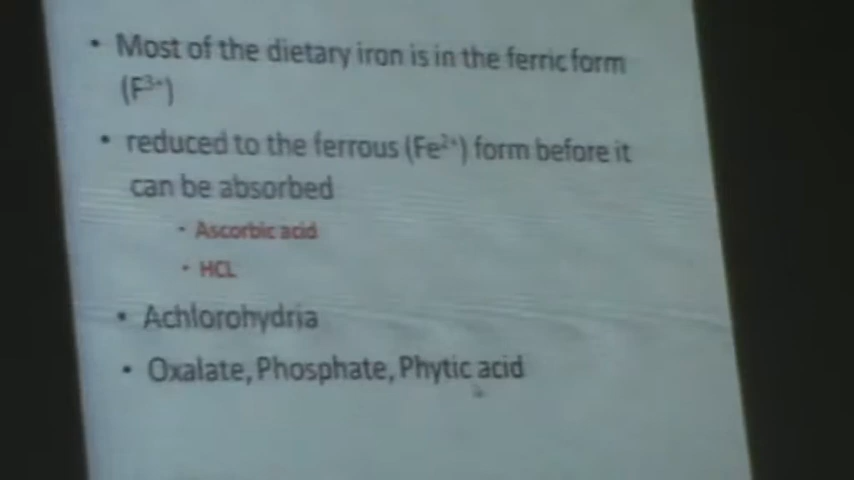 • Most of the dietary iron is in the ferric form
(F³⁺)
• reduced to the ferrous (Fe²⁺) form before it
can be absorbed
• Ascorbic acid
• HCL
• Achlorohydria
• Oxalate, Phosphate, Phytic acid